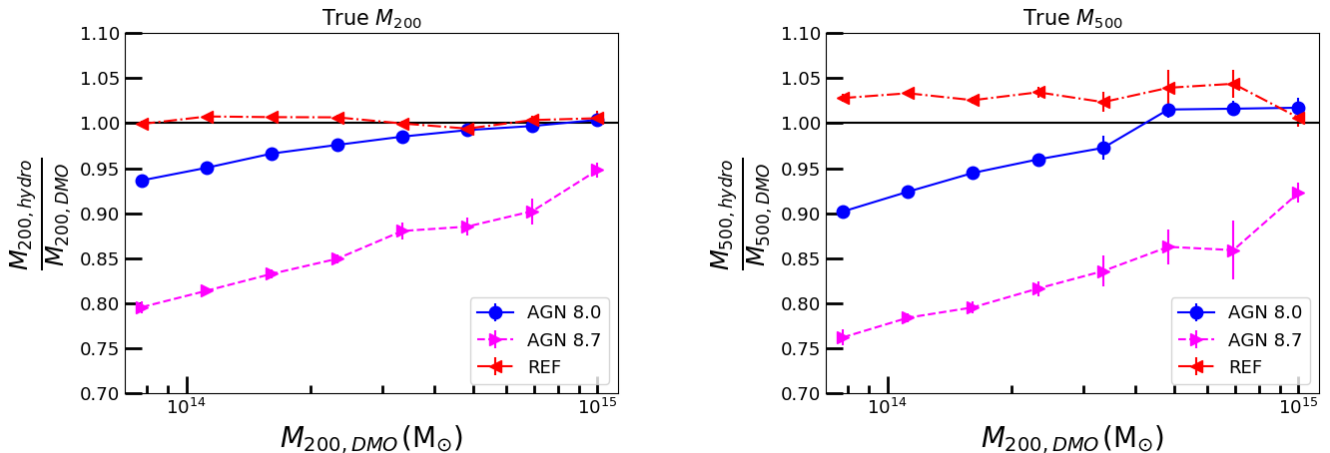 True M200
1.10
1.05
1.00
0.95
0.90
0.85
0.80
0.75
0.70
M200, hydro
M200, DMO
AGN 8.0
AGN 8.7
REF
10^14
10^15
M200, DMO (M⊙)
True M500
1.10
1.05
1.00
0.95
0.90
0.85
0.80
0.75
0.70
M500, hydro
M500, DMO
AGN 8.0
AGN 8.7
REF
10^14
10^15
M200, DMO (M⊙)